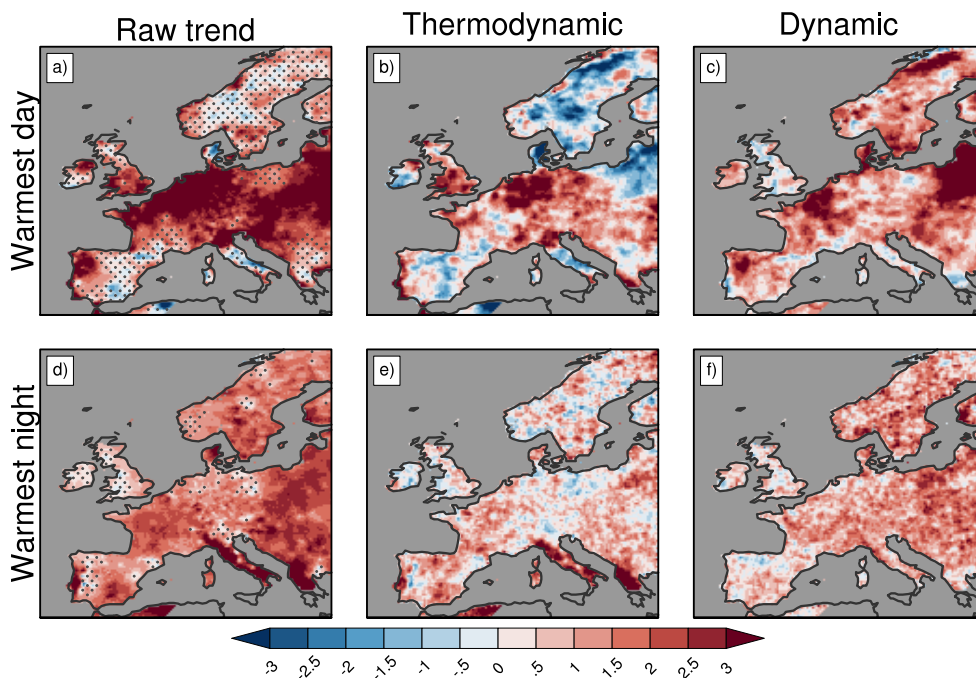 Raw trend Thermodynamic Dynamic
Warmest day
a) b) c)
Warmest night
d) e) f)
-3 -2.5 -2 -1.5 -1 -.5 0 .5 1 1.5 2 2.5 3